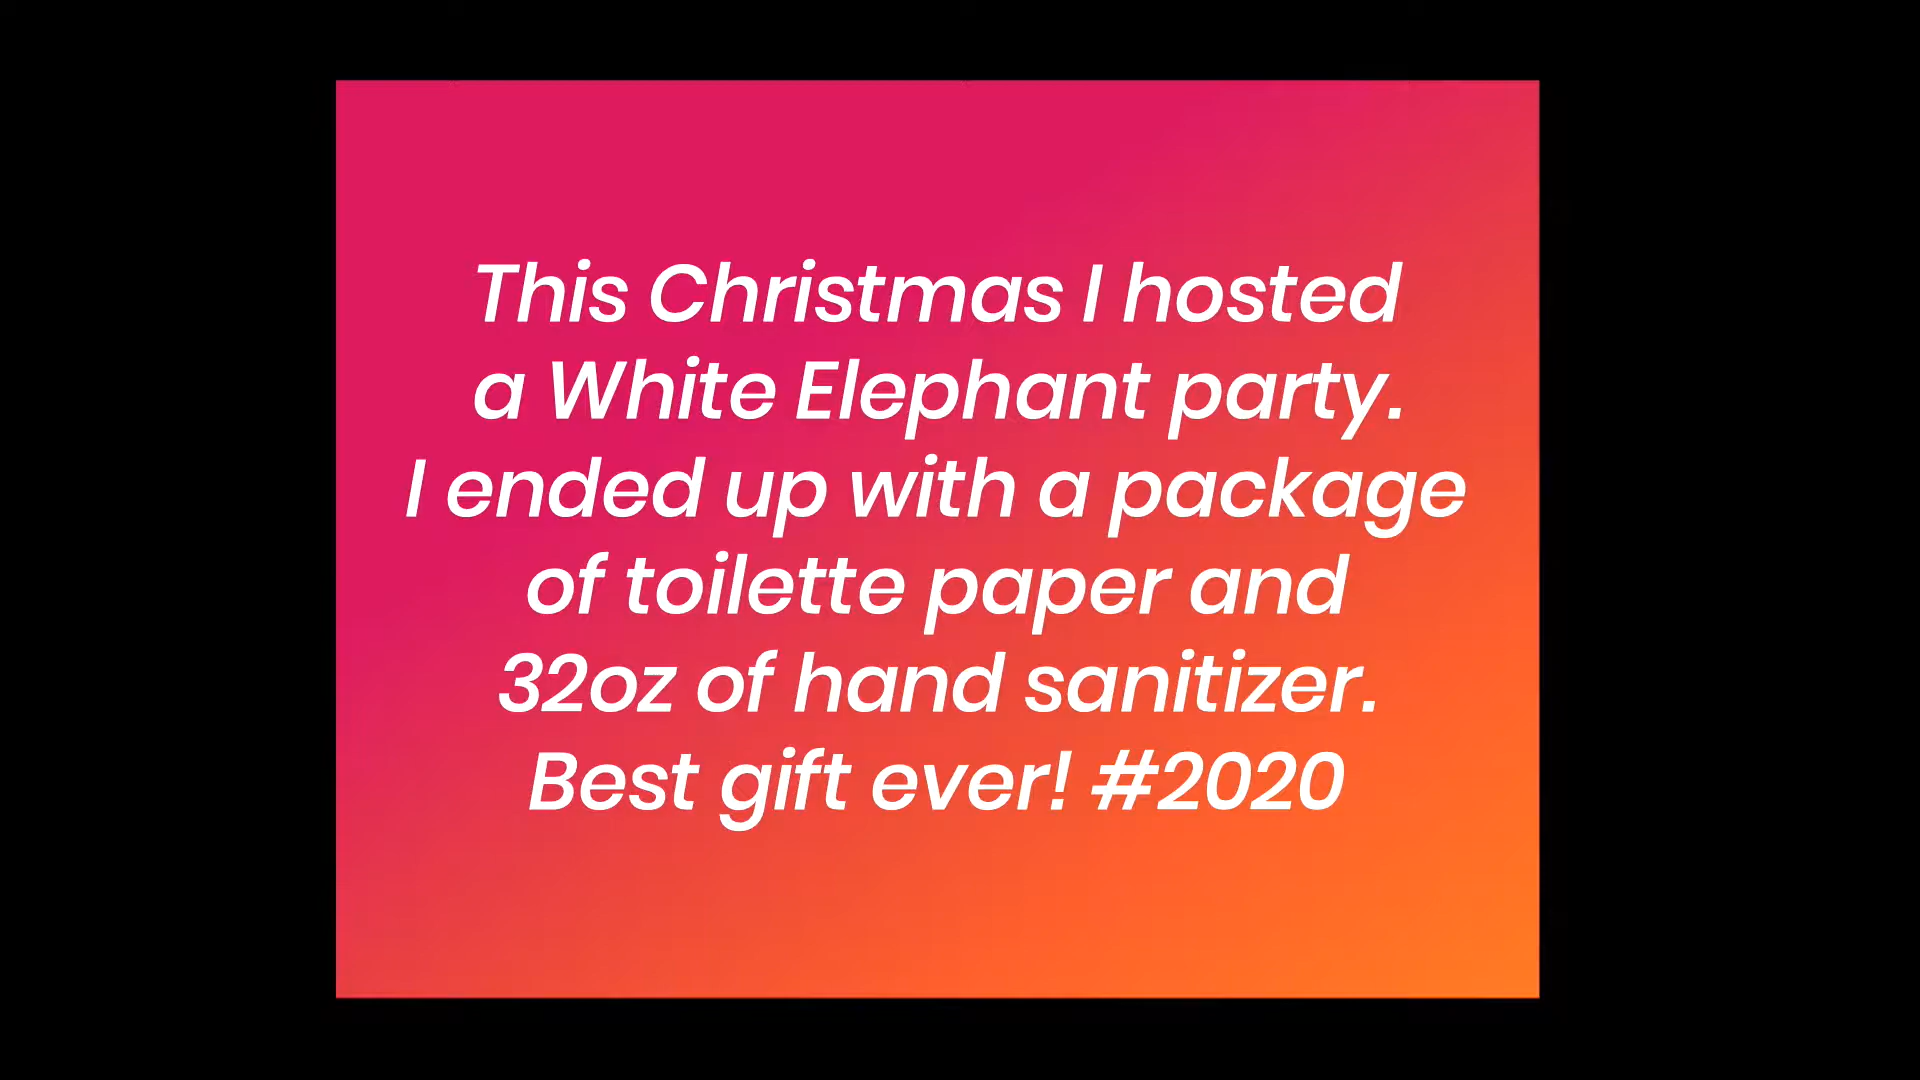 This Christmas I hosted
a White Elephant party.
I ended up with a package
of toilette paper and
32oz of hand sanitizer.
Best gift ever! #2020